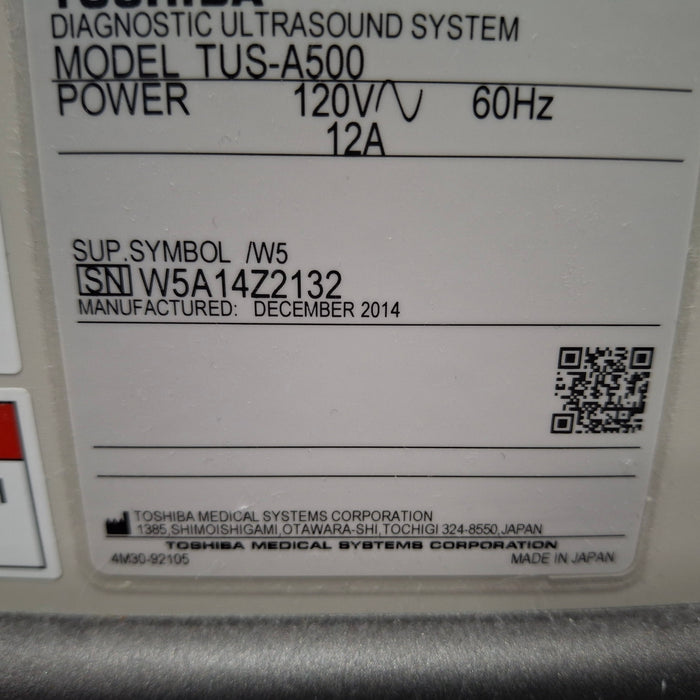 TOSHIBA
DIAGNOSTIC ULTRASOUND SYSTEM
MODEL TUS-A500
POWER 120V∿ 60Hz
12A
SUP.SYMBOL /W5
SN W5A14Z2132
MANUFACTURED: DECEMBER 2014
TOSHIBA MEDICAL SYSTEMS CORPORATION
1385,SHIMOISHIGAMI,OTAWARA-SHI,TOCHIGI 324-8550,JAPAN
TOSHIBA MEDICAL SYSTEMS CORPORATION
4M30-92105 MADE IN JAPAN